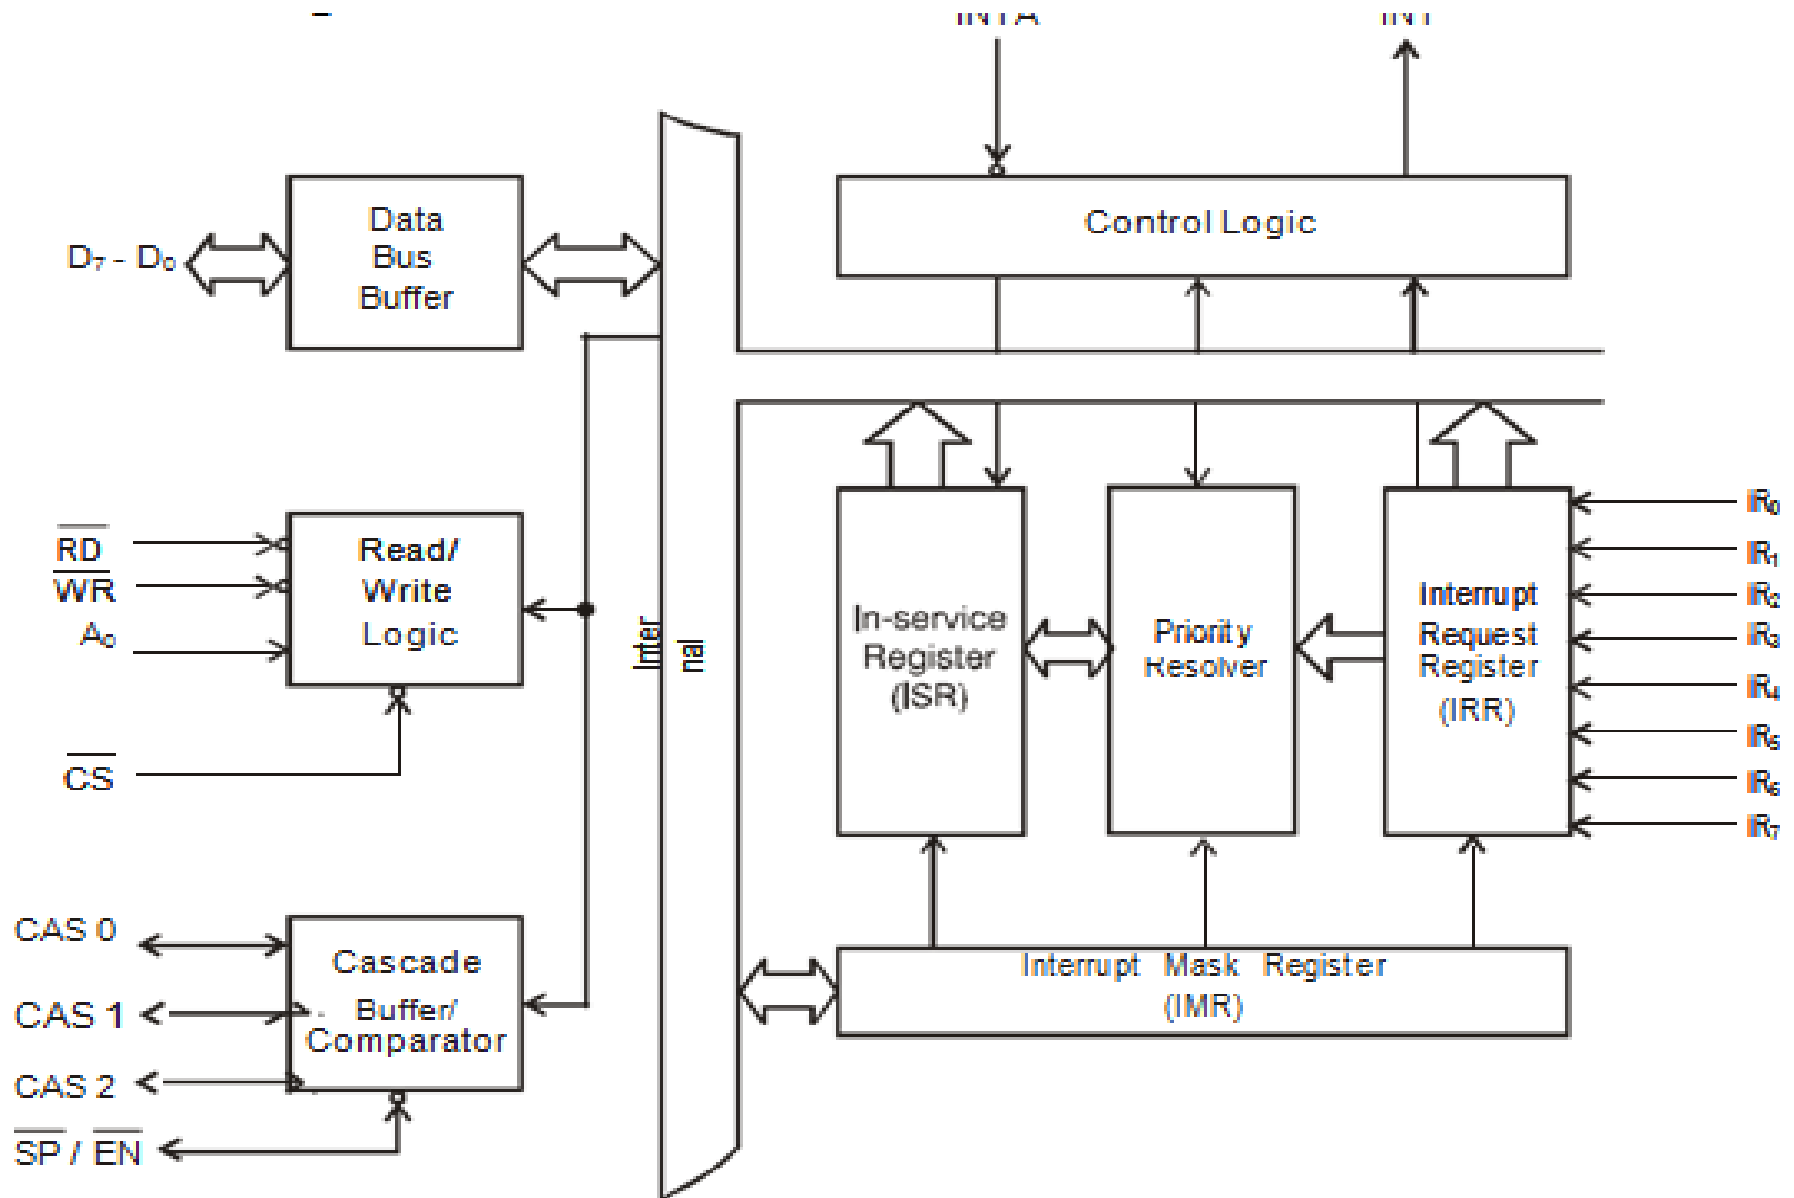 INTA
INT
Data
Bus
Buffer
D₇ - D₀
Control Logic
RD
WR
A₀
CS
Read/
Write
Logic
Inter
nal
In-service
Register
(ISR)
Priority
Resolver
Interrupt
Request
Register
(IRR)
IR₀
IR₁
IR₂
IR₃
IR₄
IR₅
IR₆
IR₇
CAS 0
CAS 1
CAS 2
SP / EN
Cascade
Buffer/
Comparator
Interrupt Mask Register
(IMR)